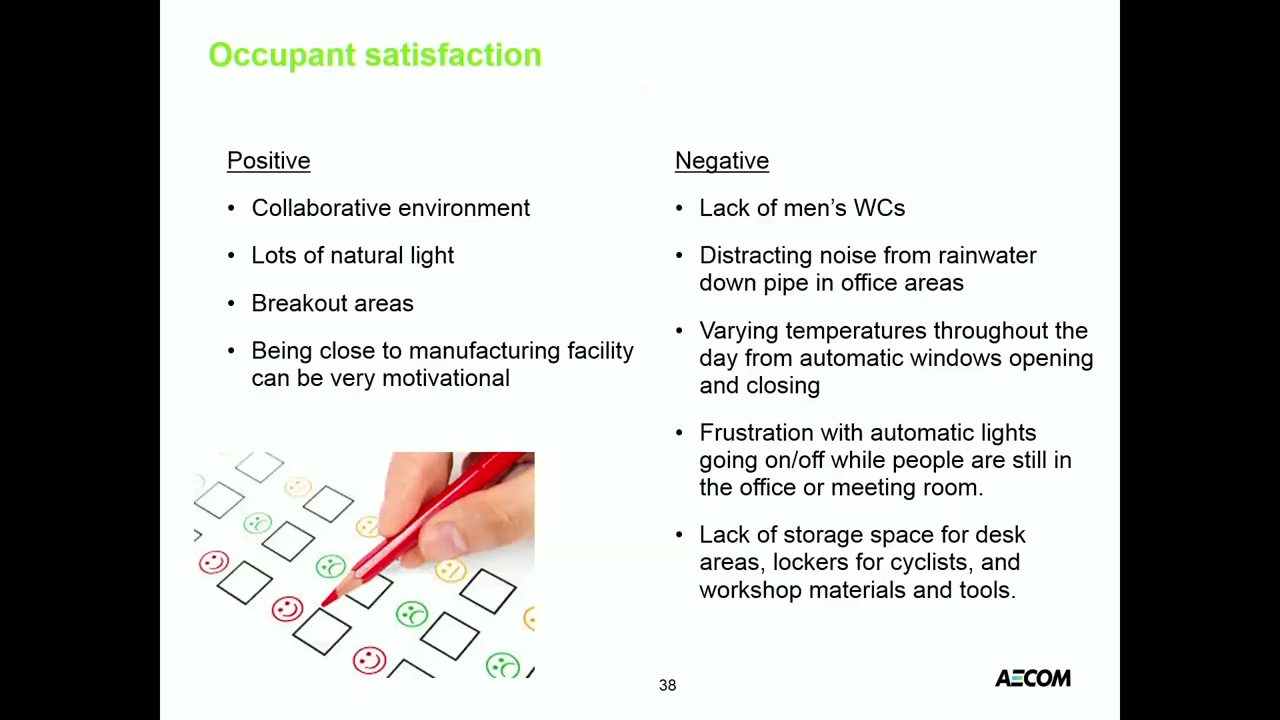 Occupant satisfaction
Positive
• Collaborative environment
• Lots of natural light
• Breakout areas
• Being close to manufacturing facility
can be very motivational
Negative
• Lack of men’s WCs
• Distracting noise from rainwater
down pipe in office areas
• Varying temperatures throughout the
day from automatic windows opening
and closing
• Frustration with automatic lights
going on/off while people are still in
the office or meeting room.
• Lack of storage space for desk
areas, lockers for cyclists, and
workshop materials and tools.
38
AECOM